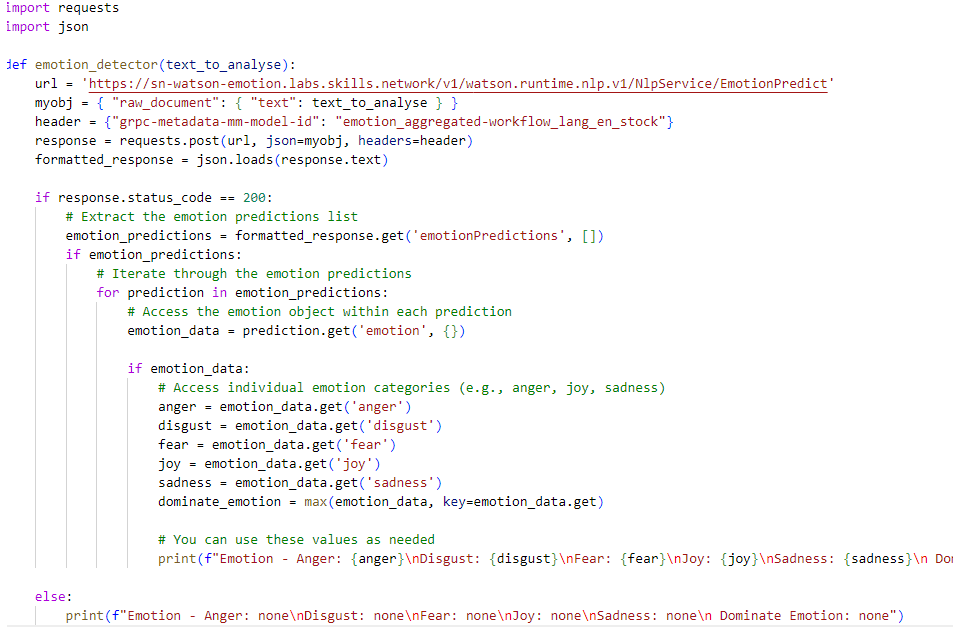 import requests
import json
def emotion_detector(text_to_analyse):
url = 'https://sn-watson-emotion.labs.skills.network/v1/watson.runtime.nlp.v1/NlpService/EmotionPredict'
myobj = { "raw_document": { "text": text_to_analyse } }
header = {"grpc-metadata-mm-model-id": "emotion_aggregated-workflow_lang_en_stock"}
response = requests.post(url, json=myobj, headers=header)
formatted_response = json.loads(response.text)
if response.status_code == 200:
# Extract the emotion predictions list
emotion_predictions = formatted_response.get('emotionPredictions', [])
if emotion_predictions:
# Iterate through the emotion predictions
for prediction in emotion_predictions:
# Access the emotion object within each prediction
emotion_data = prediction.get('emotion', {})
if emotion_data:
# Access individual emotion categories (e.g., anger, joy, sadness)
anger = emotion_data.get('anger')
disgust = emotion_data.get('disgust')
fear = emotion_data.get('fear')
joy = emotion_data.get('joy')
sadness = emotion_data.get('sadness')
dominate_emotion = max(emotion_data, key=emotion_data.get)
# You can use these values as needed
print(f"Emotion - Anger: {anger}\nDisgust: {disgust}\nFear: {fear}\nJoy: {joy}\nSadness: {sadness}\n
else:
print(f"Emotion - Anger: none\nDisgust: none\nFear: none\nJoy: none\nSadness: none\n Dominate Emotion: none")